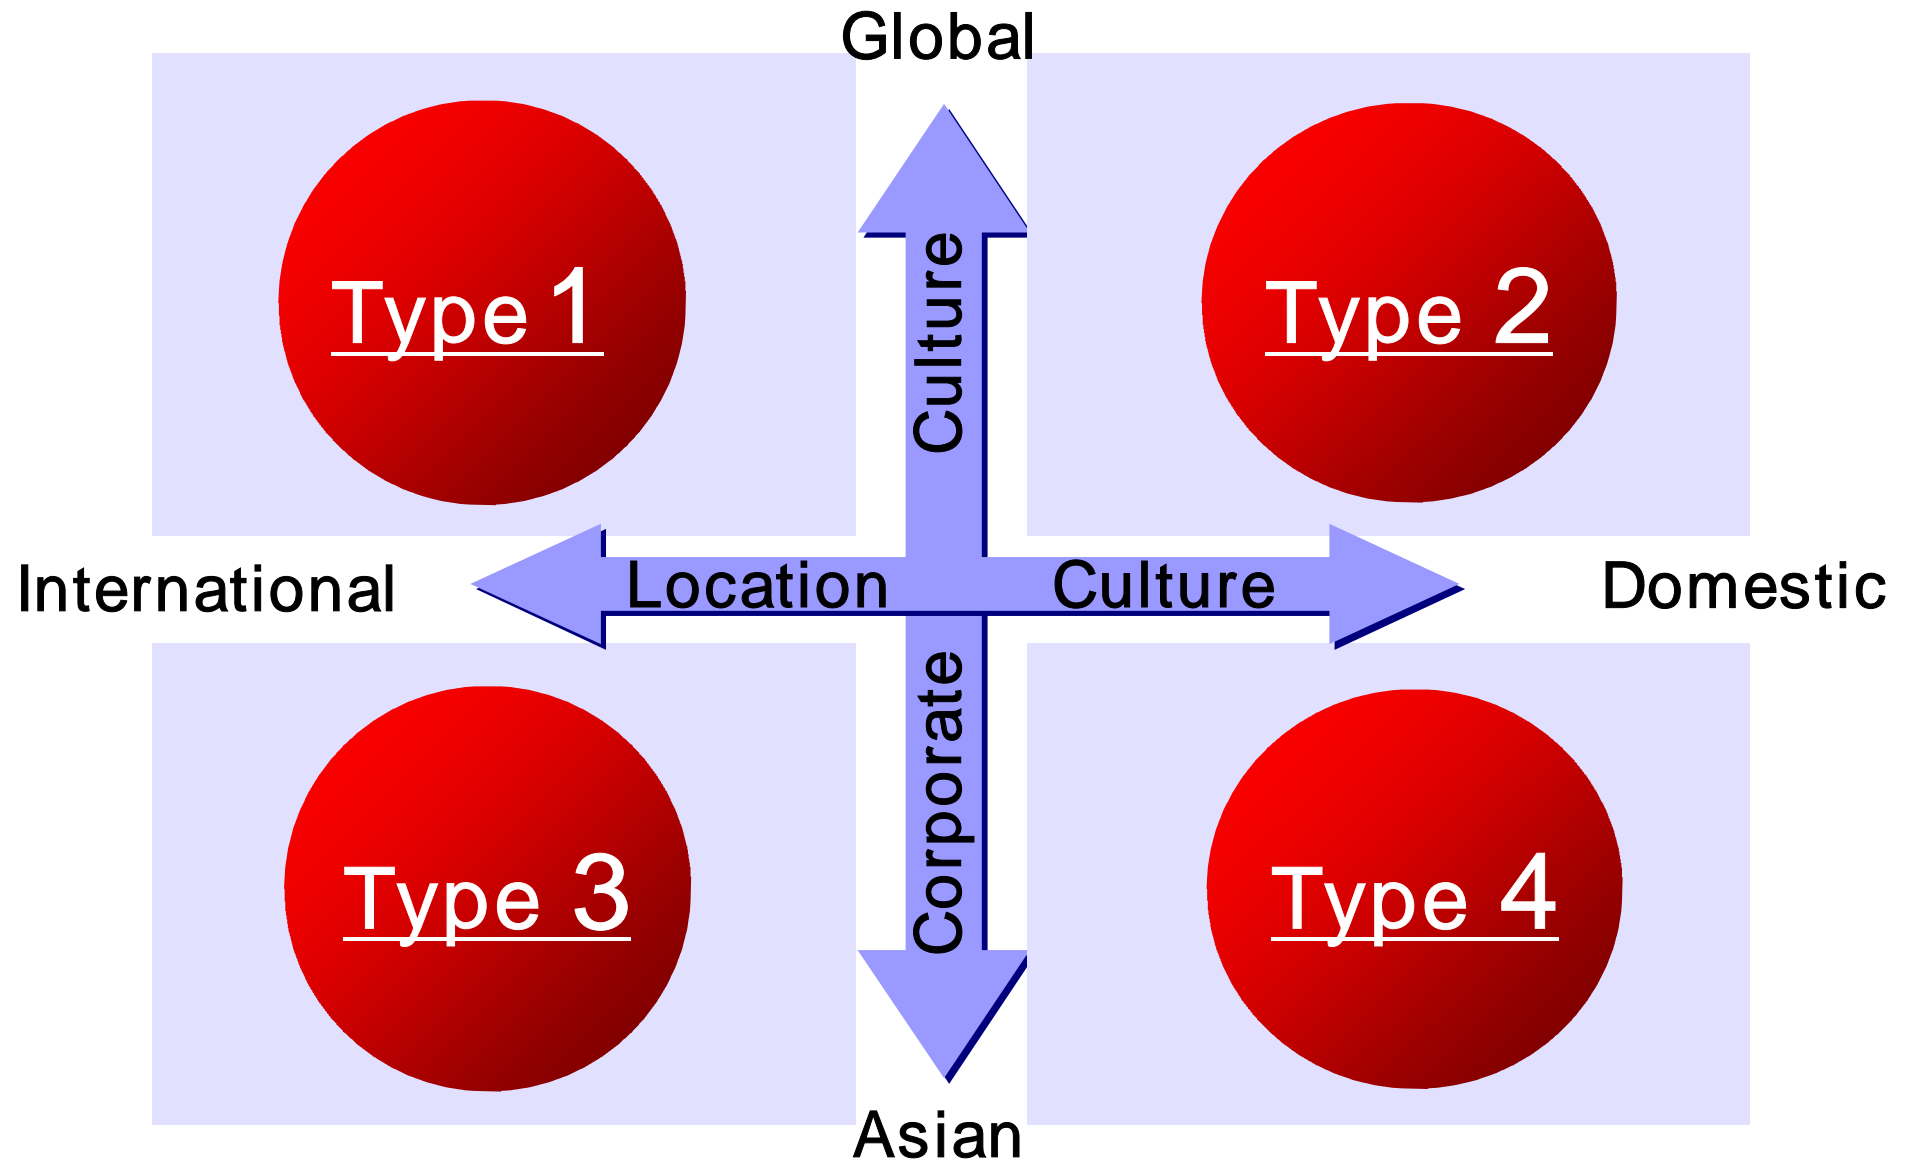 Global
Type 1
Type 2
Culture
International
Location Culture
Domestic
Corporate
Type 3
Type 4
Asian